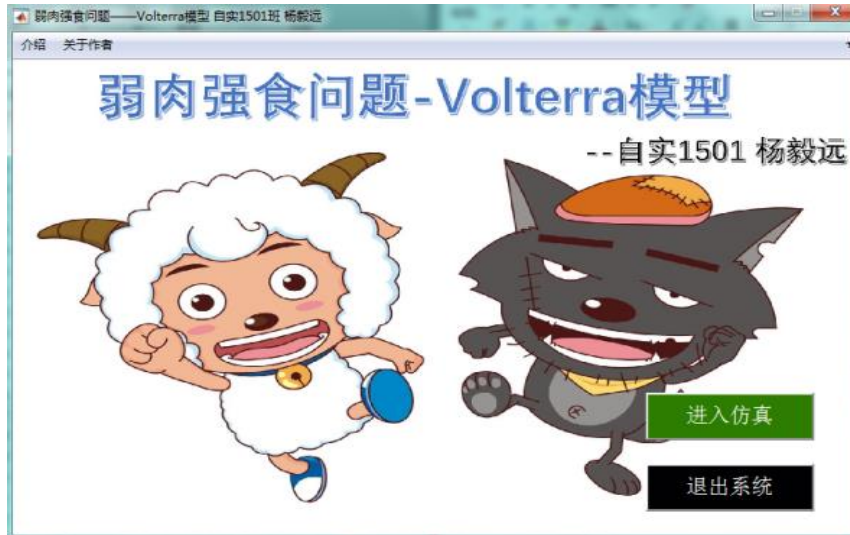 弱肉强食问题——Volterra模型 自实1501班 杨毅远
介绍 关于作者
弱肉强食问题-Volterra模型
--自实1501 杨毅远
进入仿真
退出系统